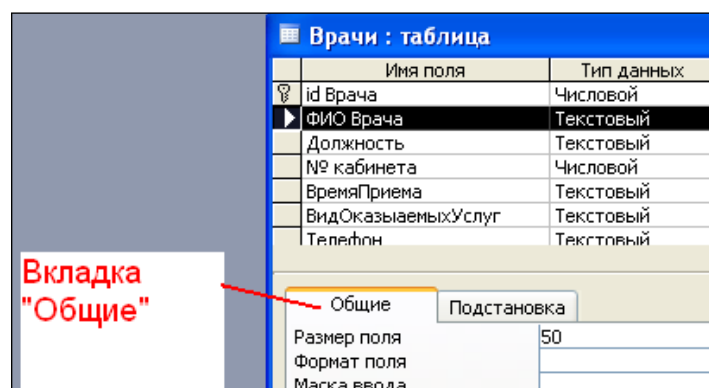 Врачи : таблица
Имя поля Тип данных
id Врача Числовой
ФИО Врача Текстовый
Должность Текстовый
№ кабинета Числовой
ВремяПриема Текстовый
ВидОказыаемыхУслуг Текстовый
Телефон Текстовый
Вкладка
"Общие"
Общие Подстановка
Размер поля 50
Формат поля
Маска ввода